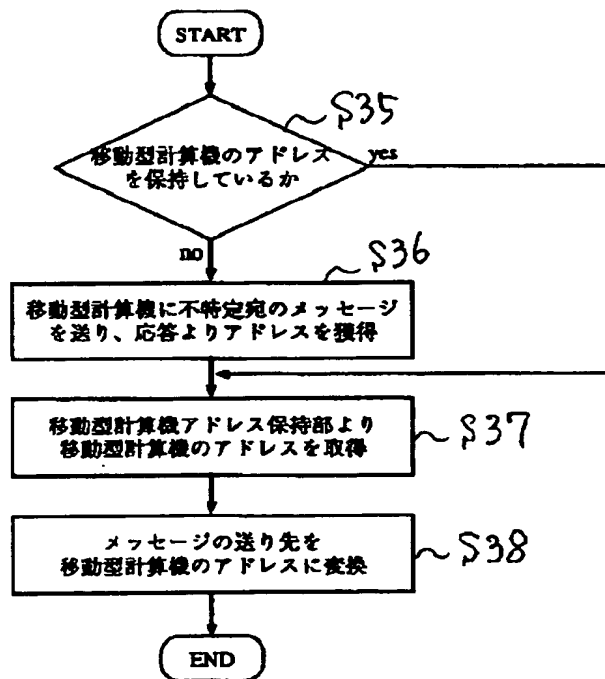 START
S35
移動型計算機のアドレス
を保持しているか
yes
no
S36
移動型計算機に不特定宛のメッセージ
を送り、応答よりアドレスを獲得
移動型計算機アドレス保持部より
移動型計算機のアドレスを取得
S37
メッセージの送り先を
移動型計算機のアドレスに変換
S38
END